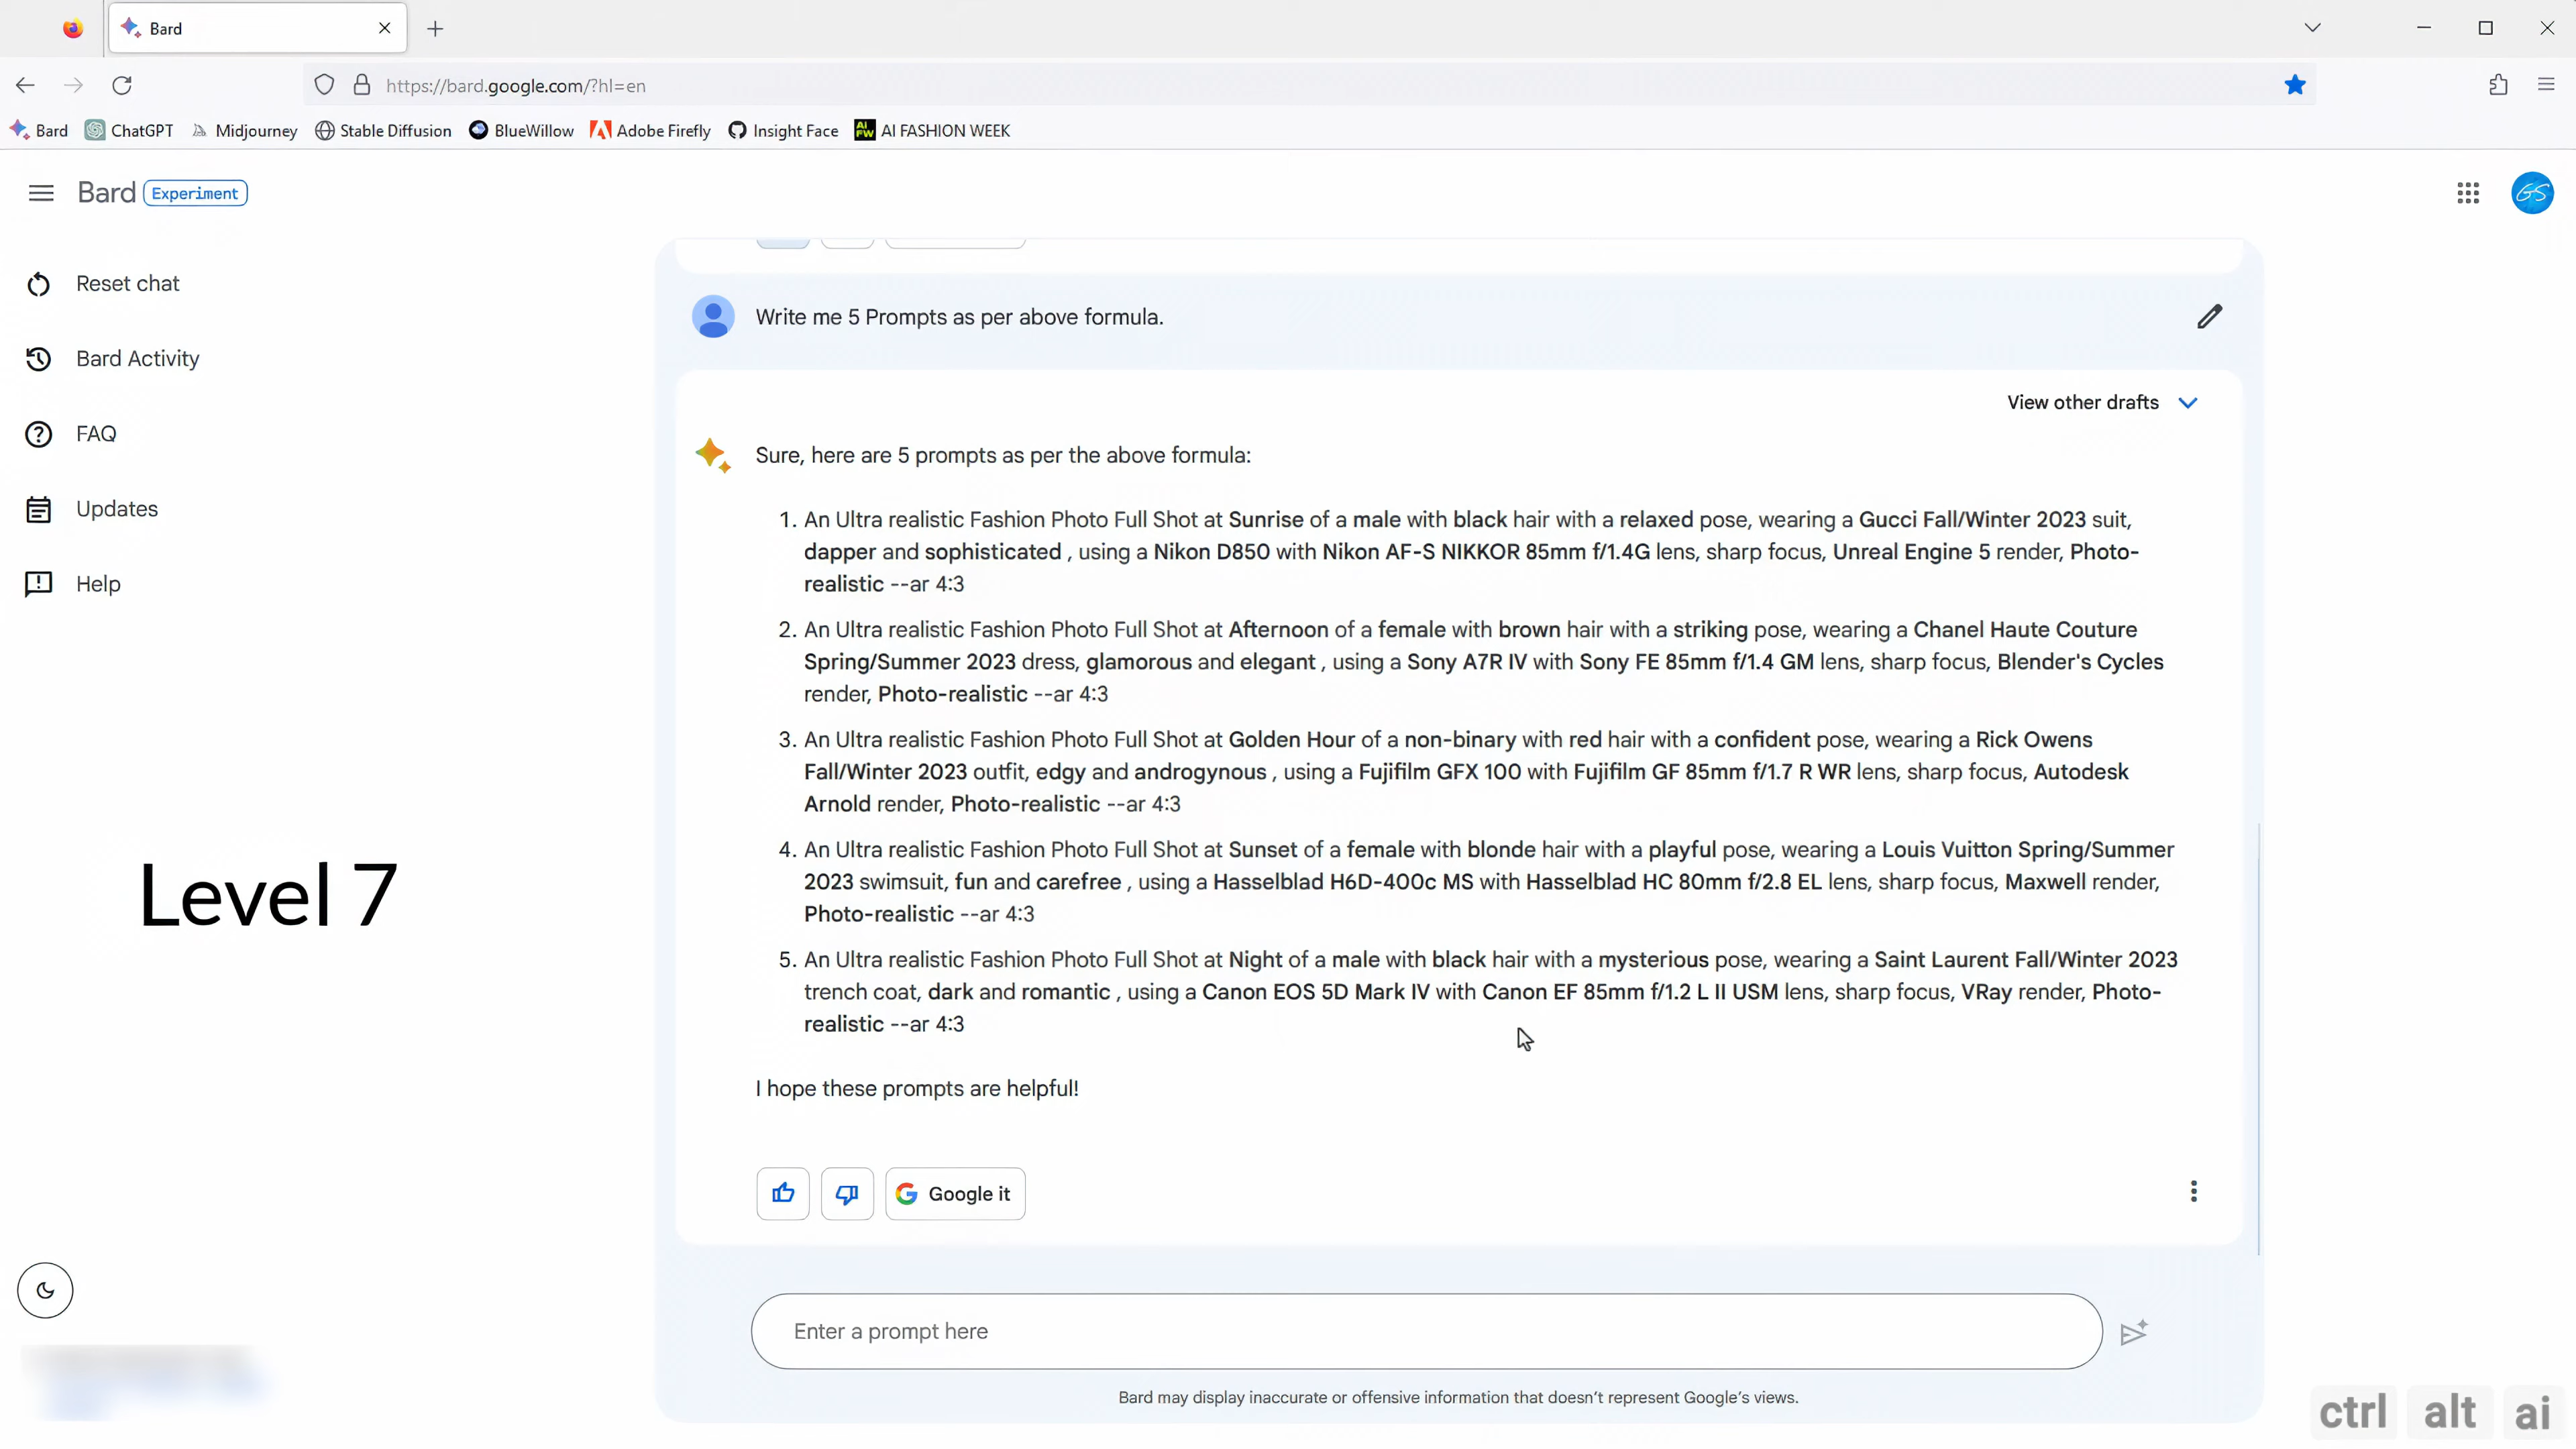 Bard
https://bard.google.com/?hl=en
Bard ChatGPT Midjourney Stable Diffusion BlueWillow Adobe Firefly Insight Face AI FASHION WEEK
Bard Experiment
GS
Reset chat
Bard Activity
FAQ
Updates
Help
Level 7
Write me 5 Prompts as per above formula.
View other drafts
Sure, here are 5 prompts as per the above formula:
1. An Ultra realistic Fashion Photo Full Shot at Sunrise of a male with black hair with a relaxed pose, wearing a Gucci Fall/Winter 2023 suit,
dapper and sophisticated , using a Nikon D850 with Nikon AF-S NIKKOR 85mm f/1.4G lens, sharp focus, Unreal Engine 5 render, Photo-
realistic --ar 4:3
2. An Ultra realistic Fashion Photo Full Shot at Afternoon of a female with brown hair with a striking pose, wearing a Chanel Haute Couture
Spring/Summer 2023 dress, glamorous and elegant , using a Sony A7R IV with Sony FE 85mm f/1.4 GM lens, sharp focus, Blender's Cycles
render, Photo-realistic --ar 4:3
3. An Ultra realistic Fashion Photo Full Shot at Golden Hour of a non-binary with red hair with a confident pose, wearing a Rick Owens
Fall/Winter 2023 outfit, edgy and androgynous , using a Fujifilm GFX 100 with Fujifilm GF 85mm f/1.7 R WR lens, sharp focus, Autodesk
Arnold render, Photo-realistic --ar 4:3
4. An Ultra realistic Fashion Photo Full Shot at Sunset of a female with blonde hair with a playful pose, wearing a Louis Vuitton Spring/Summer
2023 swimsuit, fun and carefree , using a Hasselblad H6D-400c MS with Hasselblad HC 80mm f/2.8 EL lens, sharp focus, Maxwell render,
Photo-realistic --ar 4:3
5. An Ultra realistic Fashion Photo Full Shot at Night of a male with black hair with a mysterious pose, wearing a Saint Laurent Fall/Winter 2023
trench coat, dark and romantic , using a Canon EOS 5D Mark IV with Canon EF 85mm f/1.2 L II USM lens, sharp focus, VRay render, Photo-
realistic --ar 4:3
I hope these prompts are helpful!
Google it
Enter a prompt here
Bard may display inaccurate or offensive information that doesn't represent Google's views.
ctrl alt ai